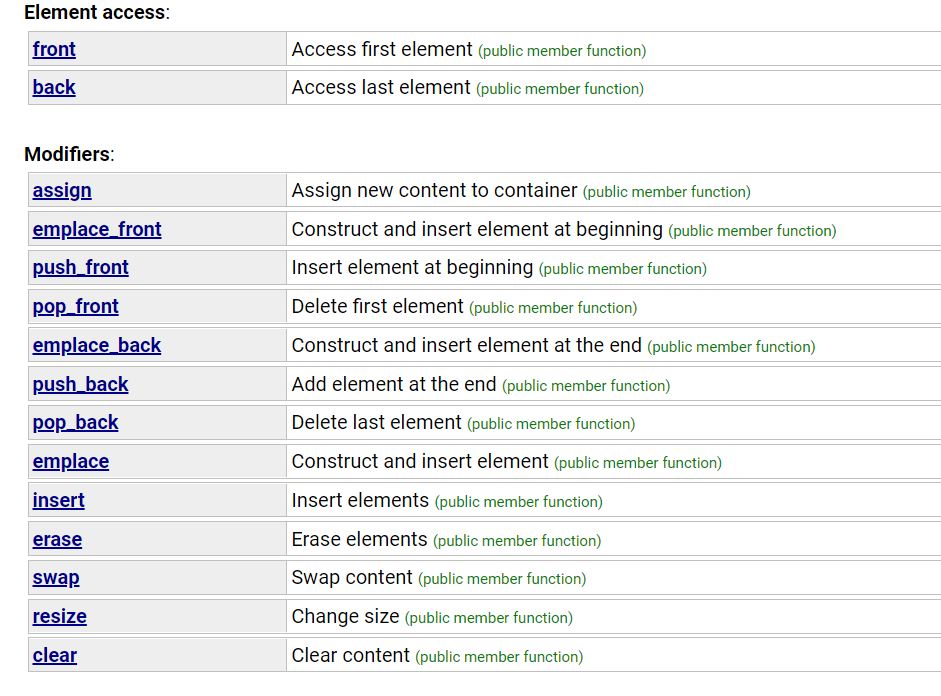 Element access:
front Access first element (public member function)
back Access last element (public member function)
Modifiers:
assign Assign new content to container (public member function)
emplace_front Construct and insert element at beginning (public member function)
push_front Insert element at beginning (public member function)
pop_front Delete first element (public member function)
emplace_back Construct and insert element at the end (public member function)
push_back Add element at the end (public member function)
pop_back Delete last element (public member function)
emplace Construct and insert element (public member function)
insert Insert elements (public member function)
erase Erase elements (public member function)
swap Swap content (public member function)
resize Change size (public member function)
clear Clear content (public member function)